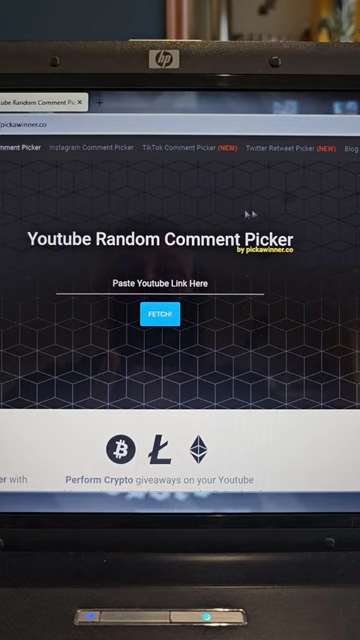 hp
Tube Random Comment Pi
pickawinner.co
mment Picker Instagram Comment Picker TikTok Comment Picker (NEW) Twitter Retweet Picker (NEW) Blog
Youtube Random Comment Picker
by pickawinner.co
Paste Youtube Link Here
FETCH!
er with
Perform Crypto giveaways on your Youtube